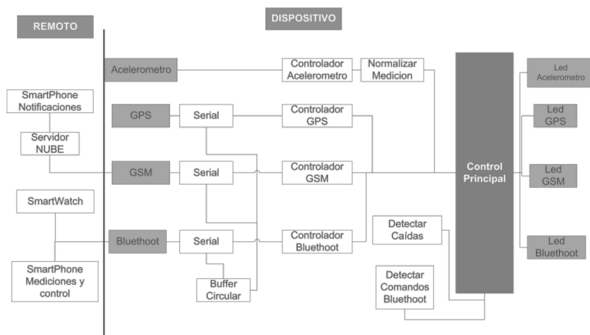 REMOTO
DISPOSITIVO
SmartPhone
Notificaciones
Servidor
NUBE
SmartWatch
SmartPhone
Mediciones y
control
Acelerometro
Controlador
Acelerometro
Normalizar
Medicion
GPS
Serial
Controlador
GPS
GSM
Serial
Controlador
GSM
Bluethoot
Serial
Controlador
Bluethoot
Buffer
Circular
Detectar
Caídas
Detectar
Comandos
Bluethoot
Control
Principal
Led
Acelerometro
Led
GPS
Led
GSM
Led
Bluethoot